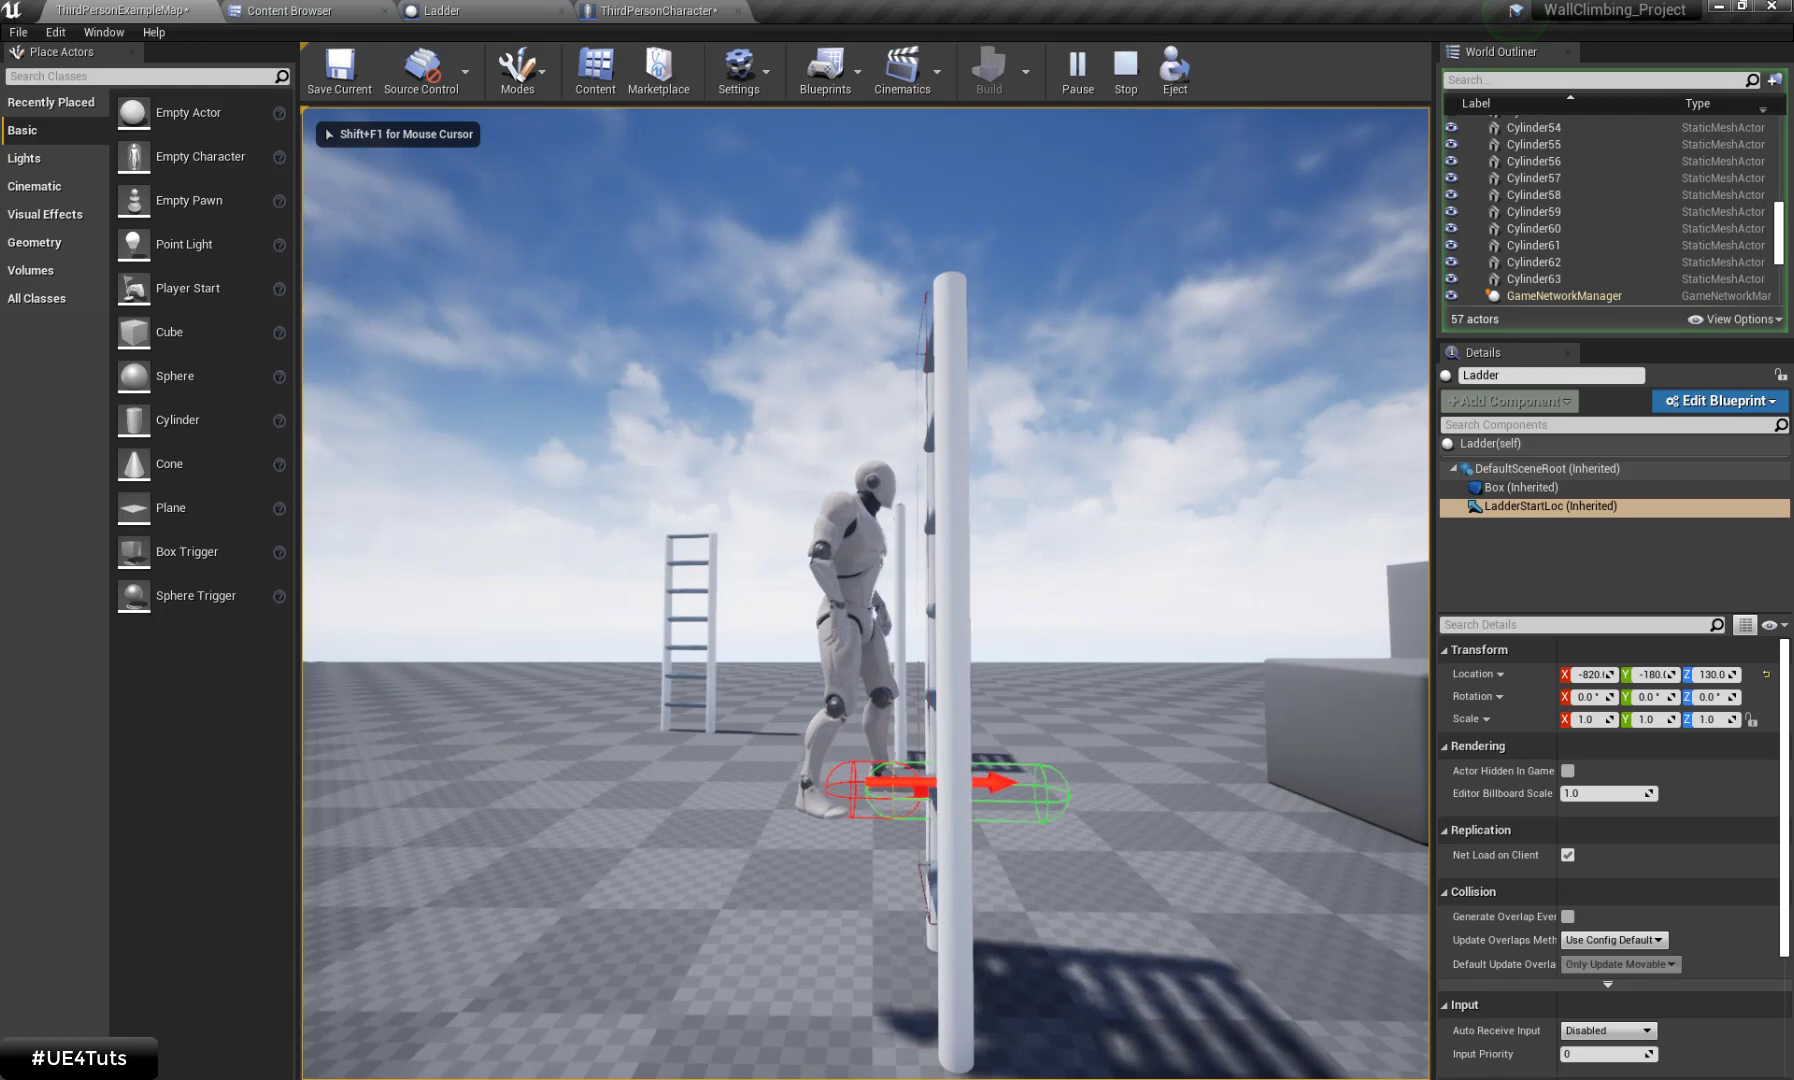 ThirdPersonExampleMap*
Content Browser
Ladder
ThirdPersonCharacter*
WallClimbing_Project
File Edit Window Help
Place Actors
Search Classes
Recently Placed
Basic
Lights
Cinematic
Visual Effects
Geometry
Volumes
All Classes
Empty Actor
Empty Character
Empty Pawn
Point Light
Player Start
Cube
Sphere
Cylinder
Cone
Plane
Box Trigger
Sphere Trigger
Save Current
Source Control
Modes
Content
Marketplace
Settings
Blueprints
Cinematics
Build
Pause
Stop
Eject
Shift+F1 for Mouse Cursor
World Outliner
Search...
Label Type
Cylinder54 StaticMeshActor
Cylinder55 StaticMeshActor
Cylinder56 StaticMeshActor
Cylinder57 StaticMeshActor
Cylinder58 StaticMeshActor
Cylinder59 StaticMeshActor
Cylinder60 StaticMeshActor
Cylinder61 StaticMeshActor
Cylinder62 StaticMeshActor
Cylinder63 StaticMeshActor
GameNetworkManager GameNetworkMar
57 actors View Options
Details
Ladder
+Add Component Edit Blueprint
Search Components
Ladder(self)
DefaultSceneRoot (Inherited)
Box (Inherited)
LadderStartLoc (Inherited)
Search Details
Transform
Location X -820.( Y -180.( Z 130.0
Rotation X 0.0 ° Y 0.0 ° Z 0.0 °
Scale X 1.0 Y 1.0 Z 1.0
Rendering
Actor Hidden In Game
Editor Billboard Scale 1.0
Replication
Net Load on Client
Collision
Generate Overlap Ever
Update Overlaps Meth Use Config Default
Default Update Overla Only Update Movable
Input
Auto Receive Input Disabled
Input Priority 0
#UE4Tuts